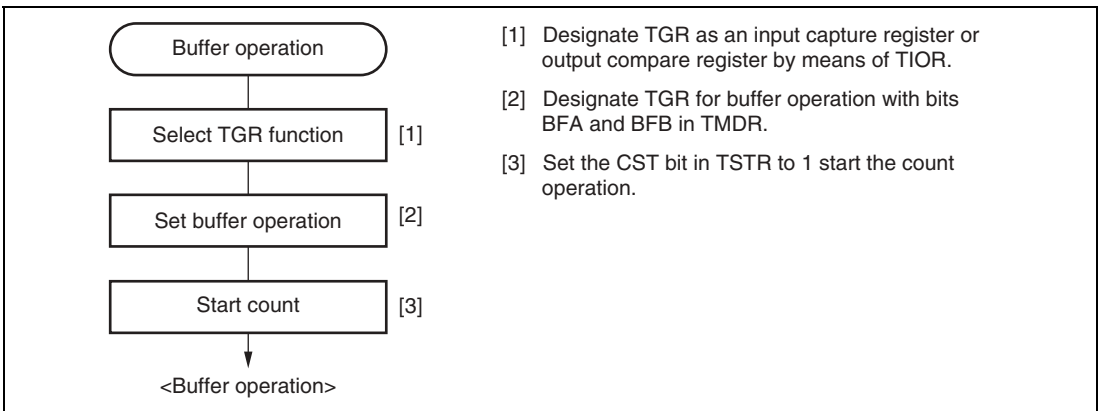 Buffer operation
Select TGR function
[1]
Set buffer operation
[2]
Start count
[3]
<Buffer operation>
[1] Designate TGR as an input capture register or
output compare register by means of TIOR.
[2] Designate TGR for buffer operation with bits
BFA and BFB in TMDR.
[3] Set the CST bit in TSTR to 1 start the count
operation.